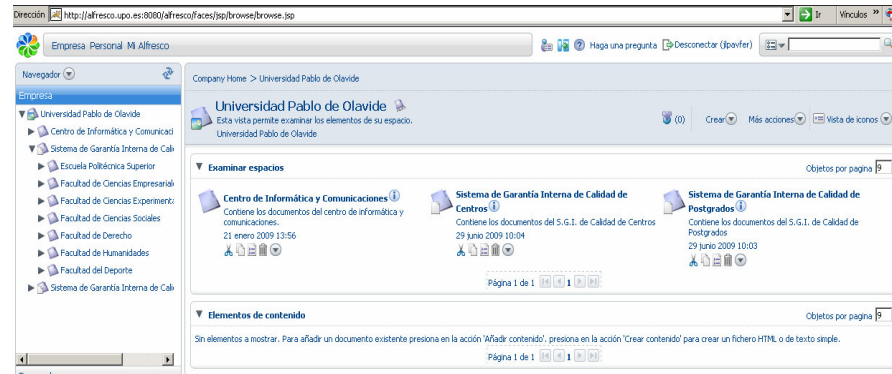 Dirección http://alfresco.upo.es:8080/alfresco/faces/jsp/browse/browse.jsp Ir Vínculos »
Empresa Personal Mi Alfresco Haga una pregunta Desconectar (jlpavfer)
Navegador
Empresa
Universidad Pablo de Olavide
Centro de Informática y Comunicaci
Sistema de Garantía Interna de Cali
Escuela Politécnica Superior
Facultad de Ciencias Empresariale
Facultad de Ciencias Experimenta
Facultad de Ciencias Sociales
Facultad de Derecho
Facultad de Humanidades
Facultad del Deporte
Sistema de Garantía Interna de Cali
Company Home > Universidad Pablo de Olavide
Universidad Pablo de Olavide
Esta vista permite examinar los elementos de su espacio.
Universidad Pablo de Olavide
(0) Crear Más acciones Vista de iconos
Examinar espacios Objetos por pagina 9
Centro de Informática y Comunicaciones
Contiene los documentos del centro de informática y
comunicaciones.
21 enero 2009 13:56
Sistema de Garantía Interna de Calidad de
Centros
Contiene los documentos del S.G.I. de Calidad de Centros
29 junio 2009 10:04
Sistema de Garantía Interna de Calidad de
Postgrados
Contiene los documentos del S.G.I. de Calidad de
Postgrados
29 junio 2009 10:03
Página 1 de 1 1
Elementos de contenido Objetos por pagina 9
Sin elementos a mostrar. Para añadir un documento existente presiona en la acción 'Añadir contenido'. presiona en la acción 'Crear contenido' para crear un fichero HTML o de texto simple.
Página 1 de 1 1